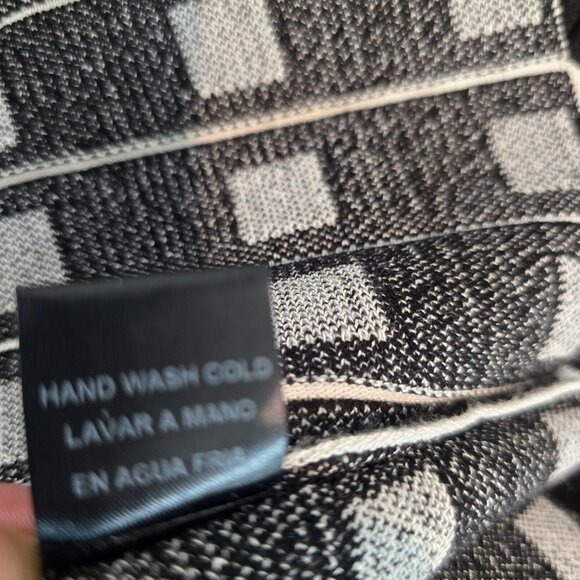 HAND WASH COLD
LAVAR A MANO
EN AGUA FRIA